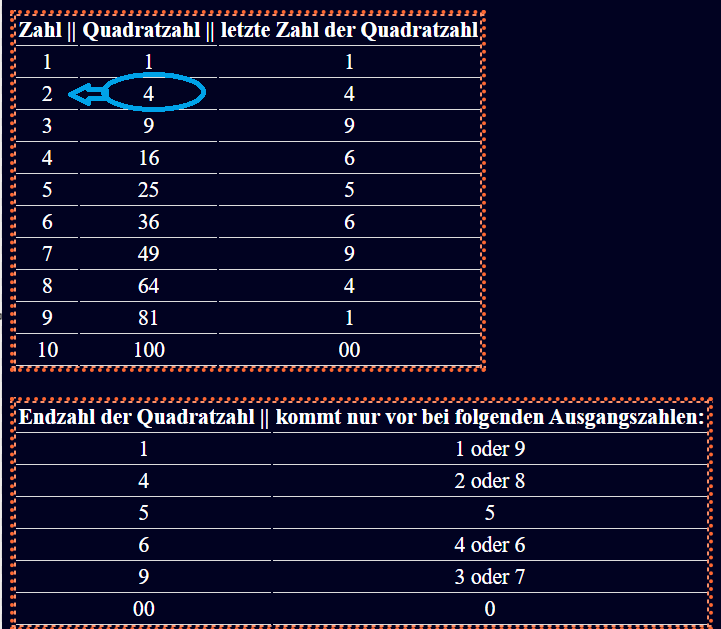 Zahl || Quadratzahl || letzte Zahl der Quadratzahl
1 1 1
2 4 4
3 9 9
4 16 6
5 25 5
6 36 6
7 49 9
8 64 4
9 81 1
10 100 00
Endzahl der Quadratzahl || kommt nur vor bei folgenden Ausgangszahlen:
1 1 oder 9
4 2 oder 8
5 5
6 4 oder 6
9 3 oder 7
00 0